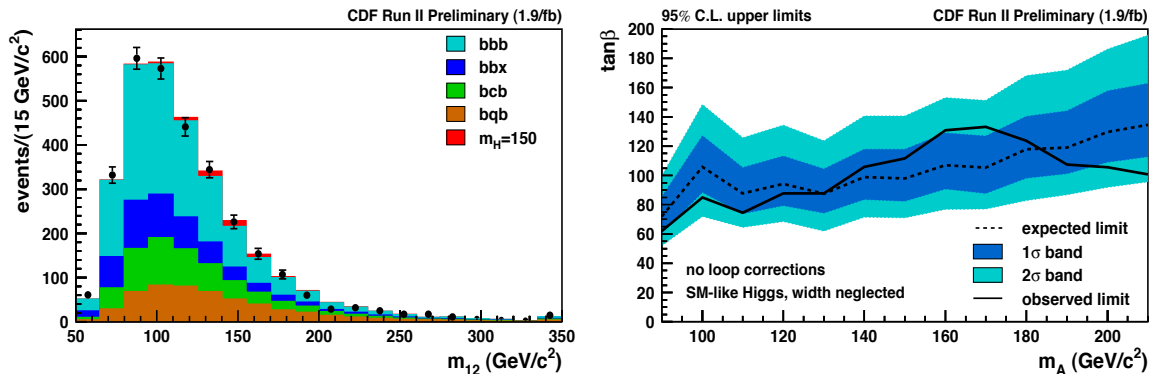 CDF Run II Preliminary (1.9/fb)
events/(15 GeV/c²)
600
500
400
300
200
100
0
bbb
bbx
bcb
bqb
m_H=150
50 100 150 200 250 300 350
m₁₂ (GeV/c²)
95% C.L. upper limits CDF Run II Preliminary (1.9/fb)
tanβ
200
180
160
140
120
100
80
60
40
20
0
expected limit
1σ band
2σ band
observed limit
no loop corrections
SM-like Higgs, width neglected
100 120 140 160 180 200
m_A (GeV/c²)